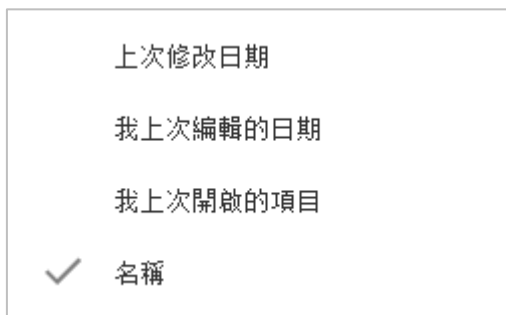 上次修改日期
我上次編輯的日期
我上次開啟的項目
名稱